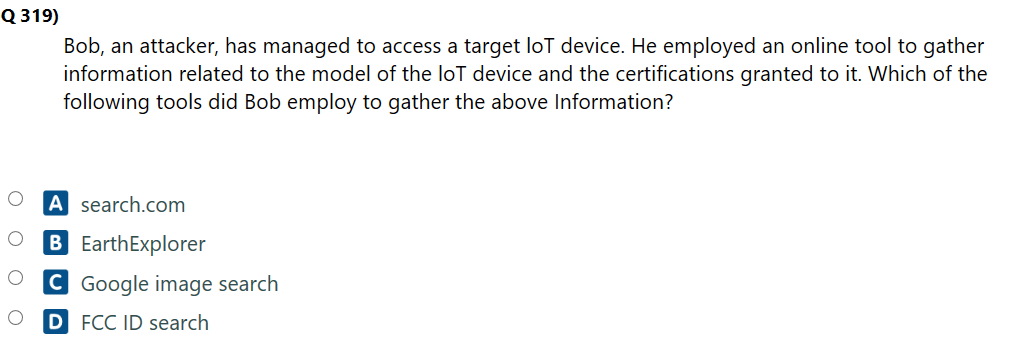 Q 319)
Bob, an attacker, has managed to access a target loT device. He employed an online tool to gather
information related to the model of the loT device and the certifications granted to it. Which of the
following tools did Bob employ to gather the above Information?
A search.com
B EarthExplorer
C Google image search
D FCC ID search